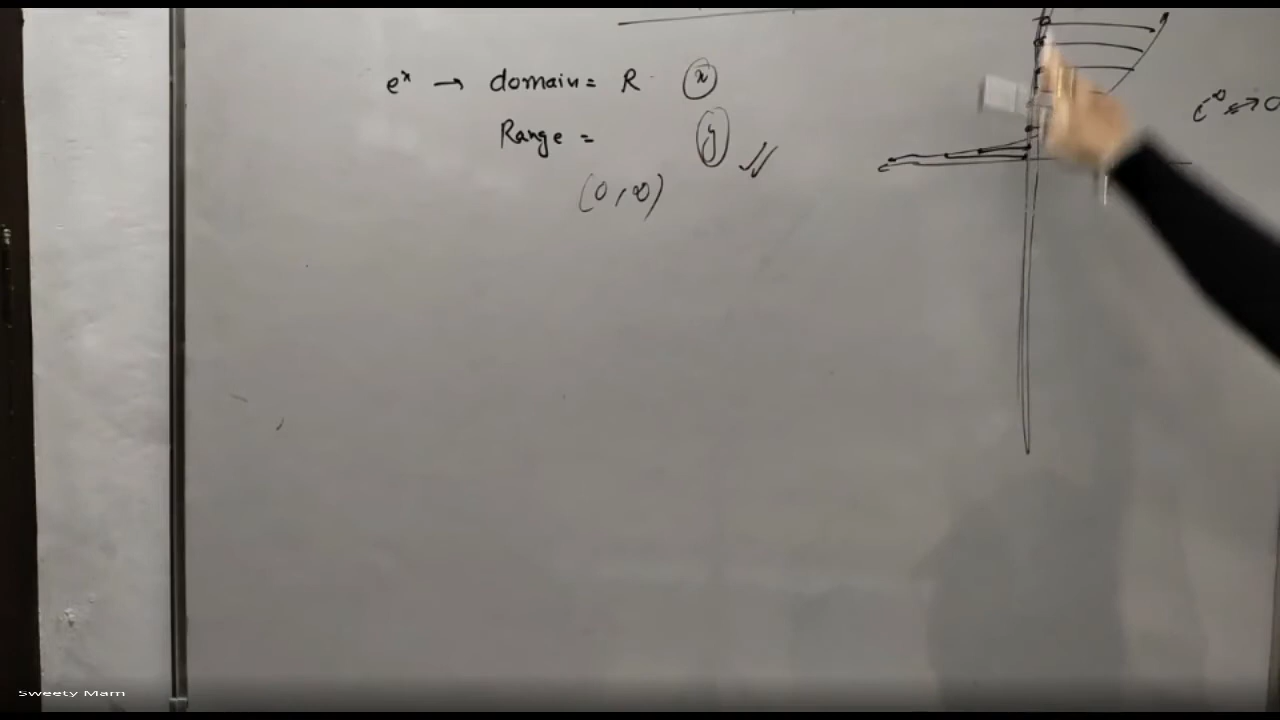 eˣ → domain = R (x)
Range = (y)
(0, ∞)
Sweety Mam